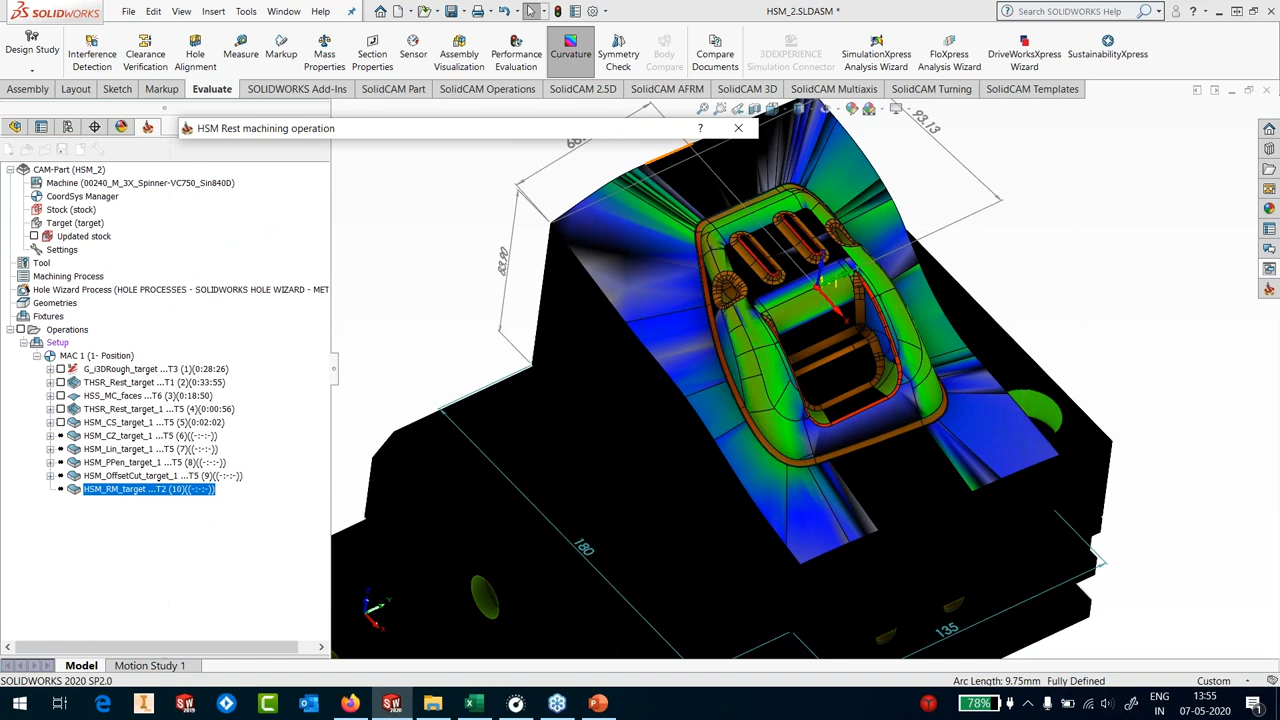 SOLIDWORKS File Edit View Insert Tools Window Help HSM_2.SLDASM * Search SOLIDWORKS Help
Design Study
Interference Detection
Clearance Verification
Hole Alignment
Measure
Markup
Mass Properties
Section Properties
Sensor
Assembly Visualization
Performance Evaluation
Curvature
Symmetry Check
Body Compare
Compare Documents
3DEXPERIENCE Simulation Connector
SimulationXpress Analysis Wizard
FloXpress Analysis Wizard
DriveWorksXpress Wizard
SustainabilityXpress
Assembly Layout Sketch Markup Evaluate SOLIDWORKS Add-Ins SolidCAM Part SolidCAM Operations SolidCAM 2.5D SolidCAM AFRM SolidCAM 3D SolidCAM Multiaxis SolidCAM Turning SolidCAM Templates
HSM Rest machining operation ?
CAM-Part (HSM_2)
Machine (00240_M_3X_Spinner-VC750_Sin840D)
CoordSys Manager
Stock (stock)
Target (target)
Updated stock
Settings
Tool
Machining Process
Hole Wizard Process (HOLE PROCESSES - SOLIDWORKS HOLE WIZARD - MET
Geometries
Fixtures
Operations
Setup
MAC 1 (1- Position)
G_i3DRough_target ...T3 (1)(0:28:26)
THSR_Rest_target ...T1 (2)(0:33:55)
HSS_MC_faces ...T6 (3)(0:18:50)
THSR_Rest_target_1 ...T5 (4)(0:00:56)
HSM_CS_target_1 ...T5 (5)(0:02:02)
HSM_CZ_target_1 ...T5 (6)((-:-:-))
HSM_Lin_target_1 ...T5 (7)((-:-:-))
HSM_PPen_target_1 ...T5 (8)((-:-:-))
HSM_OffsetCut_target_1 ...T5 (9)((-:-:-))
HSM_RM_target ...T2 (10)((-:-:-))
93.13
83.90
180
135
Z
Y
X
Model Motion Study 1
SOLIDWORKS 2020 SP2.0 Arc Length: 9.75mm Fully Defined Custom
78% ENG 13:55
IN 07-05-2020